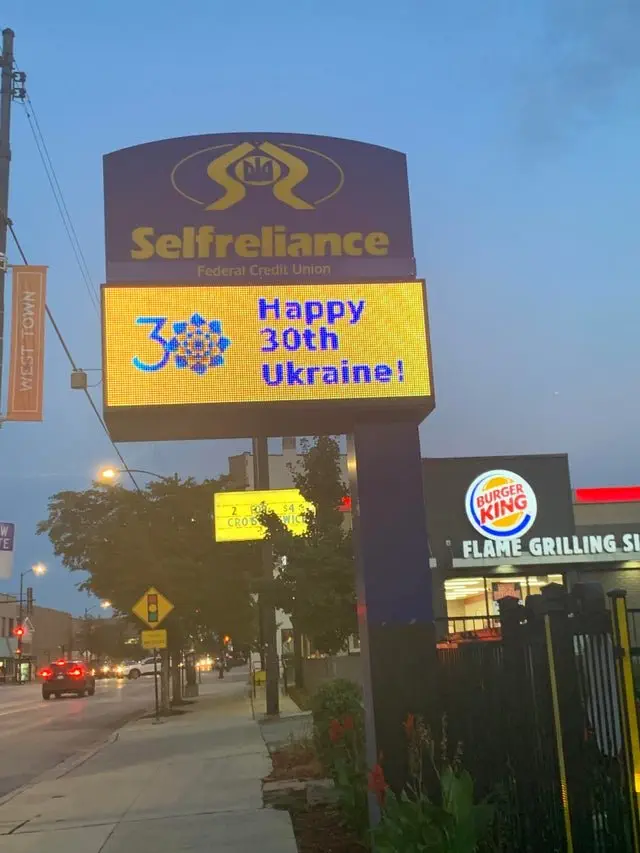 Selfreliance
Federal Credit Union
30
Happy
30th
Ukraine!
WEST TOWN
BURGER
KING
FLAME GRILLING SI